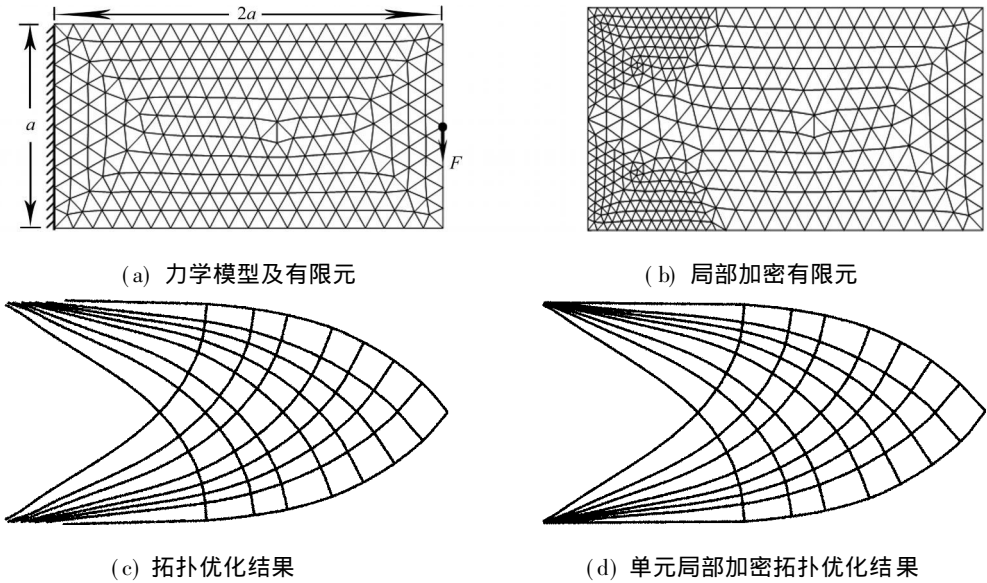 2a
a
F
(a) 力学模型及有限元
(b) 局部加密有限元
(c) 拓扑优化结果
(d) 单元局部加密拓扑优化结果